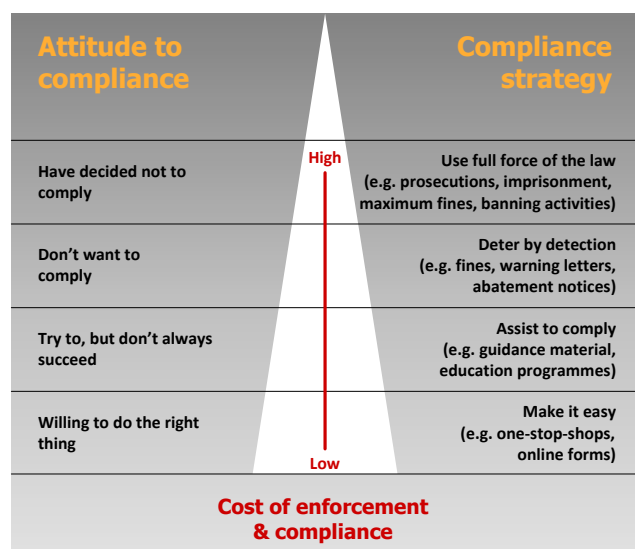 Attitude to
compliance
Compliance
strategy
High
Have decided not to
comply
Use full force of the law
(e.g. prosecutions, imprisonment,
maximum fines, banning activities)
Don’t want to
comply
Deter by detection
(e.g. fines, warning letters,
abatement notices)
Try to, but don’t always
succeed
Assist to comply
(e.g. guidance material,
education programmes)
Willing to do the right
thing
Make it easy
(e.g. one-stop-shops,
online forms)
Low
Cost of enforcement
& compliance